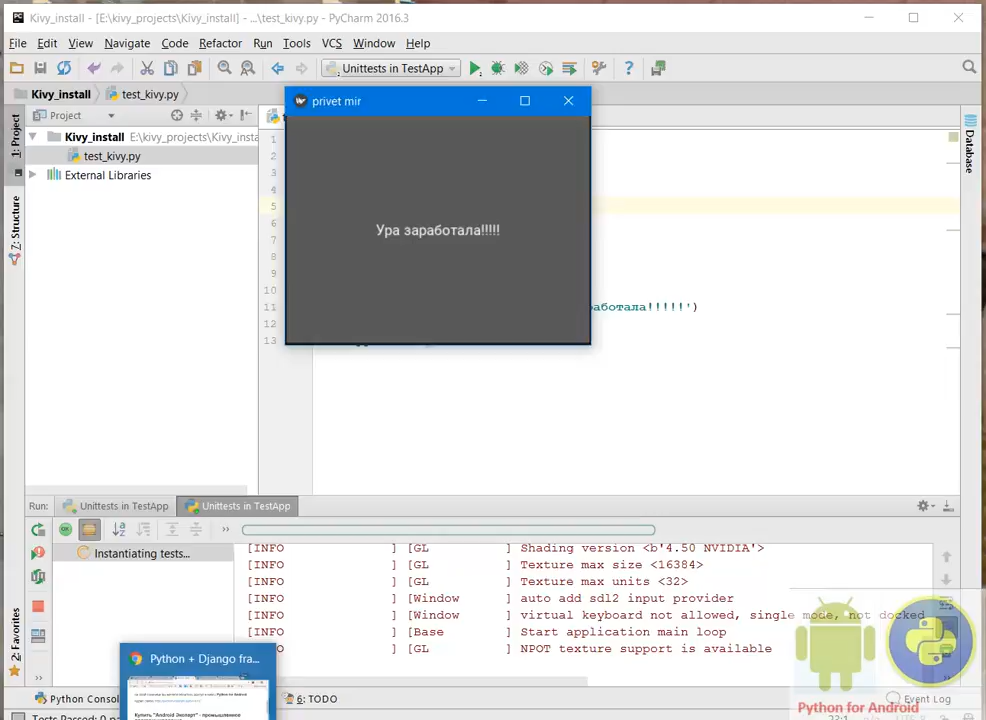 Kivy_install - [E:\kivy_projects\Kivy_install] - ...\test_kivy.py - PyCharm 2016.3
File Edit View Navigate Code Refactor Run Tools VCS Window Help
Unittests in TestApp
Kivy_install test_kivy.py
Project
privet mir
1: Project
Kivy_install E:\kivy_projects\Kivy_insta
test_kivy.py
External Libraries
Database
7: Structure
1
2
3
4
5
6
7
8
9
10
11
12
13
Ура заработала!!!!!
аботала!!!!!')
Run: Unittests in TestApp Unittests in TestApp
Instantiating tests...
[INFO ] [GL ] Shading version <b'4.50 NVIDIA'>
[INFO ] [GL ] Texture max size <16384>
[INFO ] [GL ] Texture max units <32>
[INFO ] [Window ] auto add sdl2 input provider
[INFO ] [Window ] virtual keyboard not allowed, single mode, not docked
[INFO ] [Base ] Start application main loop
[GL ] NPOT texture support is available
2: Favorites
Python + Django fra...
Python Consol
6: TODO
Event Log
Python for Android
Купить "Android Эксперт" - промышленное